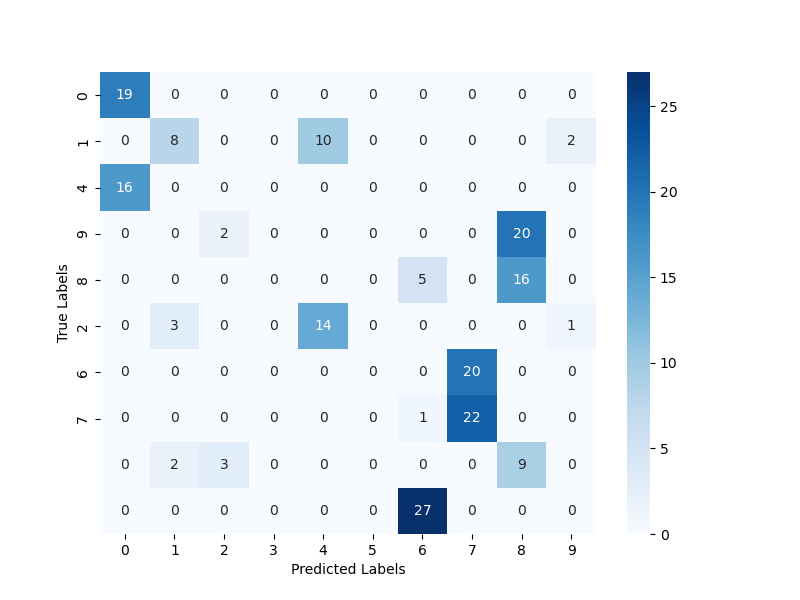 0 19 0 0 0 0 0 0 0 0 0
1 0 8 0 0 10 0 0 0 0 2
4 16 0 0 0 0 0 0 0 0 0
9 0 0 2 0 0 0 0 0 20 0
8 0 0 0 0 0 0 5 0 16 0
2 0 3 0 0 14 0 0 0 0 1
6 0 0 0 0 0 0 0 20 0 0
7 0 0 0 0 0 0 1 22 0 0
0 2 3 0 0 0 0 0 9 0
0 0 0 0 0 0 27 0 0 0
0 1 2 3 4 5 6 7 8 9
Predicted Labels
True Labels
25
20
15
10
5
0